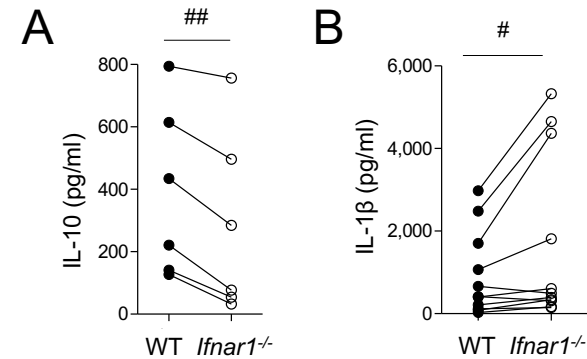 A
##
800
600
400
200
0
IL-10 (pg/ml)
WT Ifnar1-/-
B
#
6,000
4,000
2,000
0
IL-1β (pg/ml)
WT Ifnar1-/-